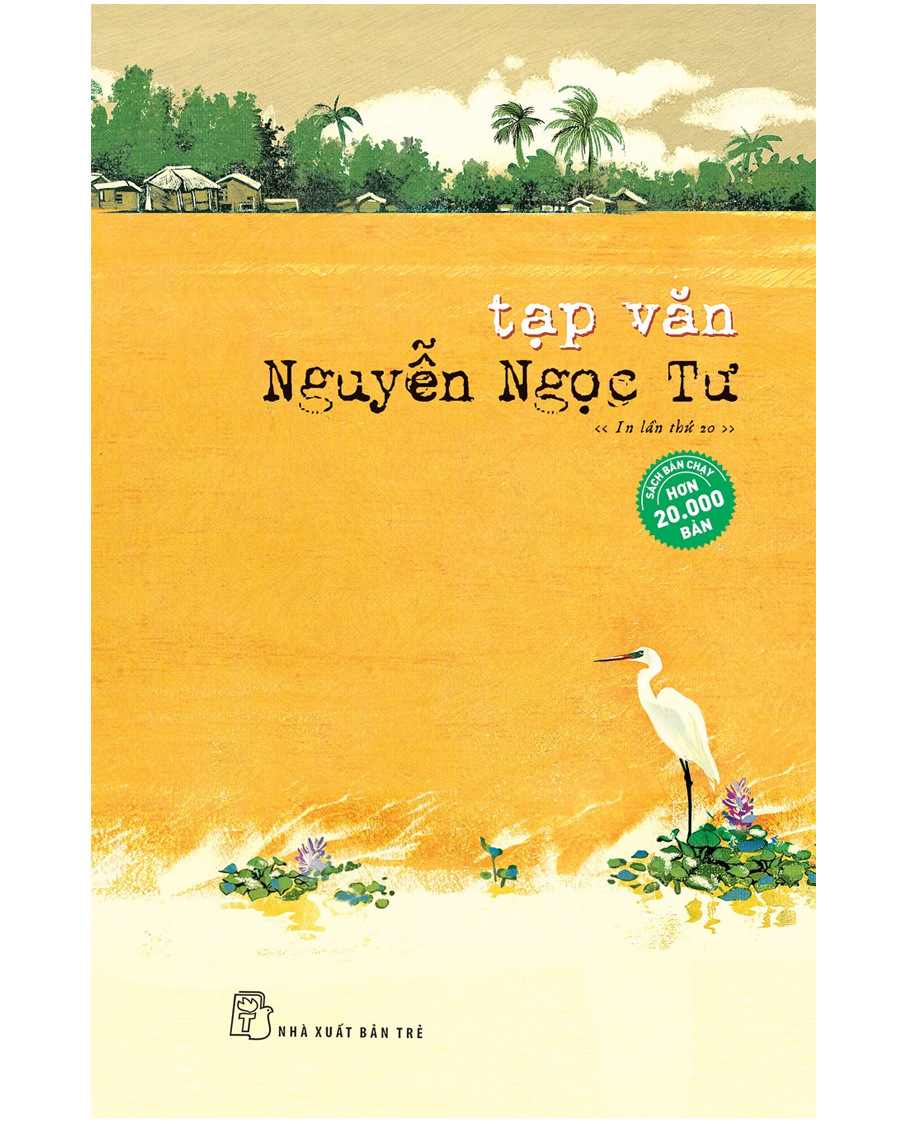 tạp văn
Nguyễn Ngọc Tư
<< In lần thứ 20 >>
SÁCH BÁN CHẠY
HƠN
20.000
BẢN
T
NHÀ XUẤT BẢN TRẺ